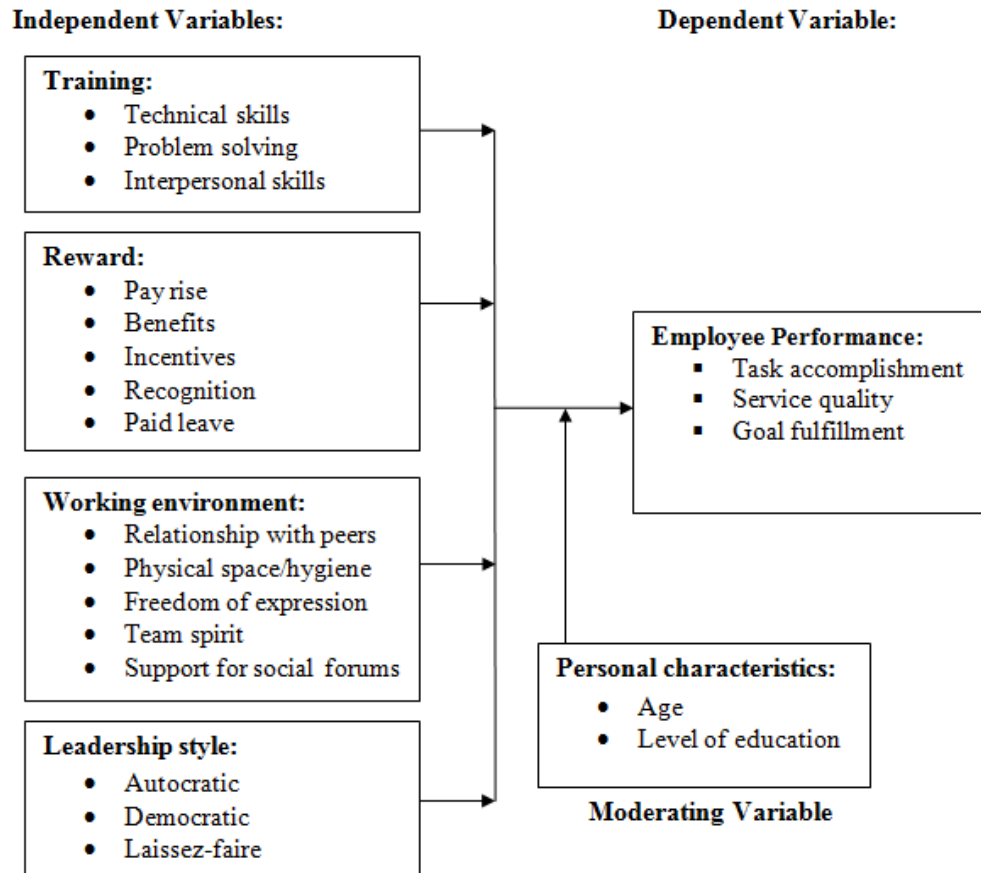 Independent Variables:
Dependent Variable:
Training:
• Technical skills
• Problem solving
• Interpersonal skills
Reward:
• Pay rise
• Benefits
• Incentives
• Recognition
• Paid leave
Working environment:
• Relationship with peers
• Physical space/hygiene
• Freedom of expression
• Team spirit
• Support for social forums
Leadership style:
• Autocratic
• Democratic
• Laissez-faire
Employee Performance:
▪ Task accomplishment
▪ Service quality
▪ Goal fulfillment
Personal characteristics:
• Age
• Level of education
Moderating Variable